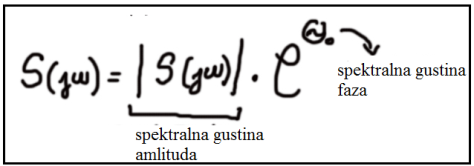 S(jω) = |S(jω)| · e
spektralna gustina
faza
spektralna gustina
amlituda